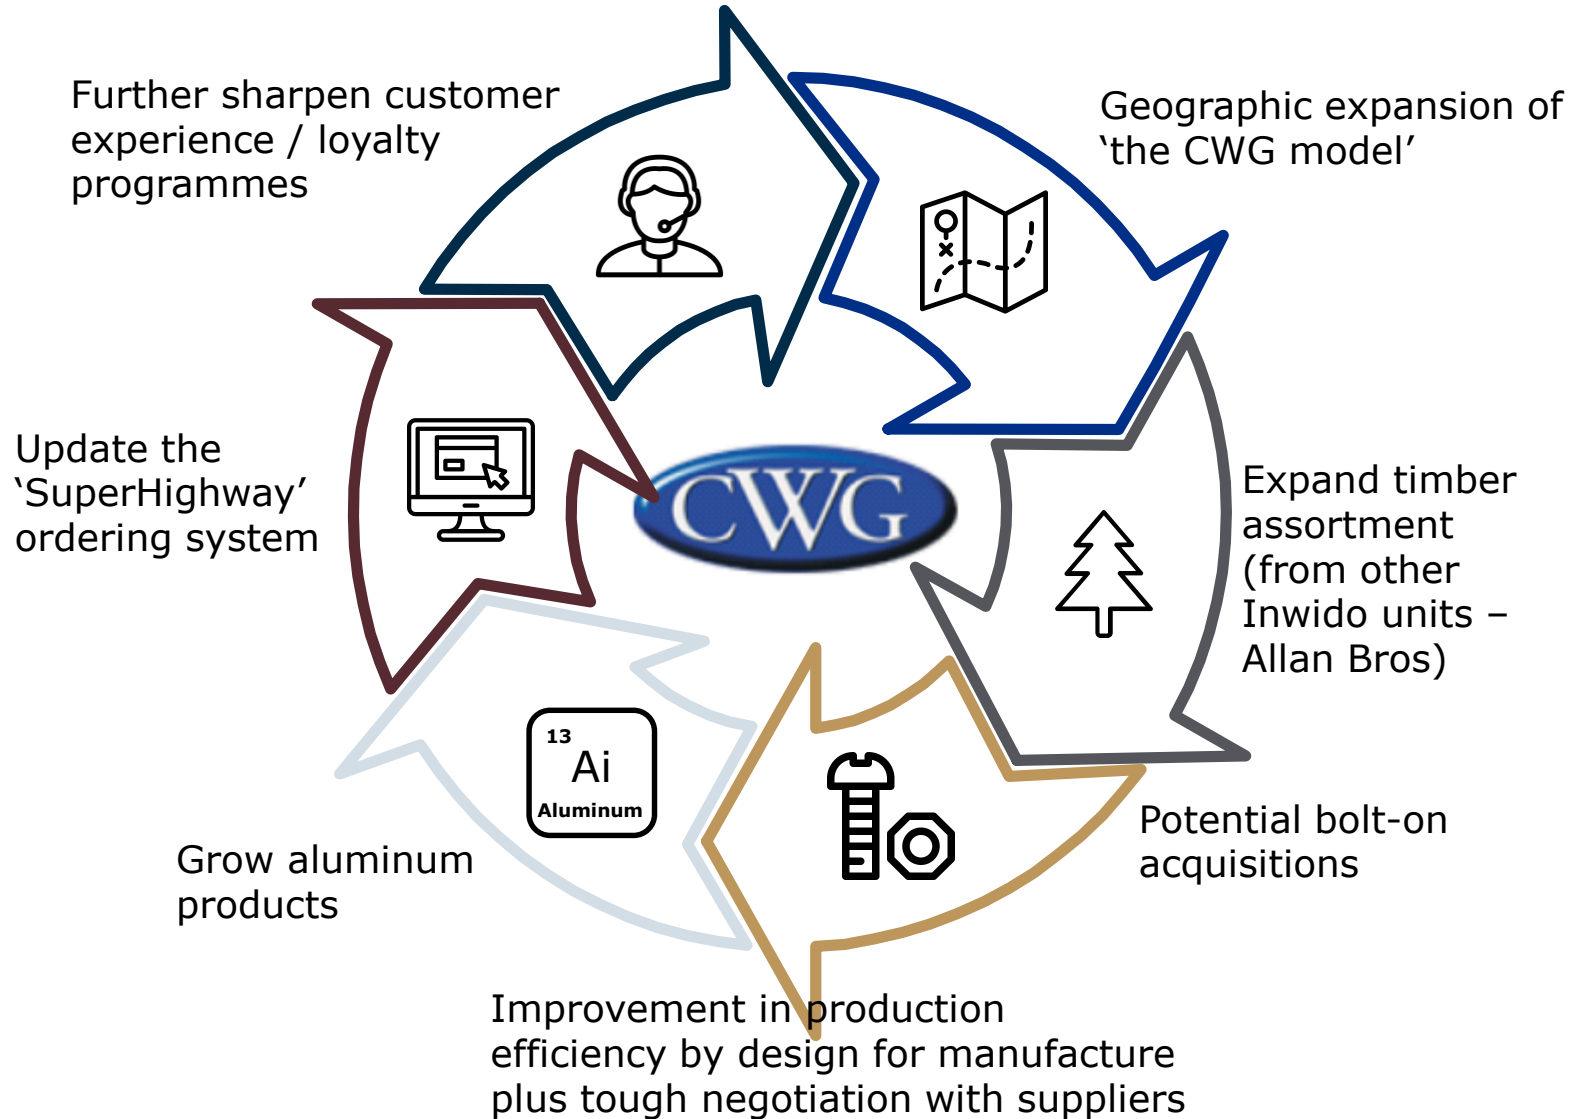 Further sharpen customer
experience / loyalty
programmes
Geographic expansion of
‘the CWG model’
Update the
‘SuperHighway’
ordering system
CWG
Expand timber
assortment
(from other
Inwido units –
Allan Bros)
13
Ai
Aluminum
Grow aluminum
products
Potential bolt-on
acquisitions
Improvement in production
efficiency by design for manufacture
plus tough negotiation with suppliers